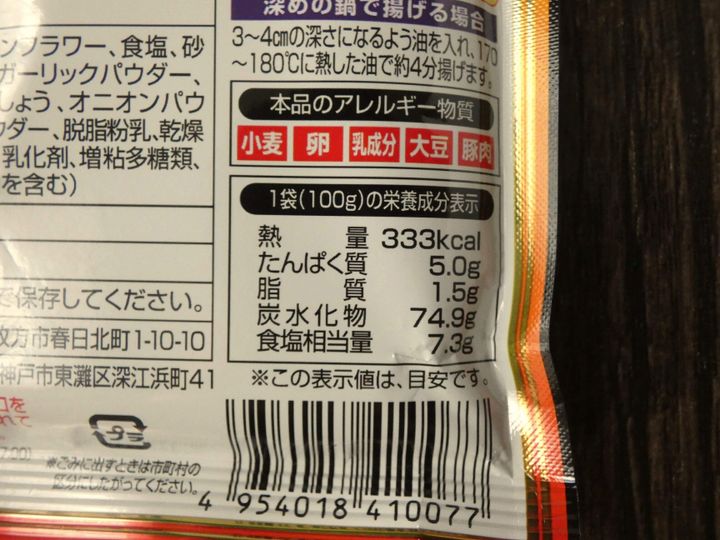 深めの鍋で揚げる場合
3～4cmの深さになるよう油を入れ、170
～180℃に熱した油で約4分揚げます。
ンフラワー、食塩、砂
ガーリックパウダー、
しょう、オニオンパウ
ダー、脱脂粉乳、乾燥
乳化剤、増粘多糖類、
を含む）
本品のアレルギー物質
小麦 卵 乳成分 大豆 豚肉
1袋(100g)の栄養成分表示
熱量 333kcal
たんぱく質 5.0g
脂質 1.5g
炭水化物 74.9g
食塩相当量 7.3g
※この表示値は、目安です。
で保存してください。
枚方市春日北町1-10-10
神戸市東灘区深江浜町41
プラ
※ごみに出すときは市町村の
区分にしたがってください。
4 954018 410077